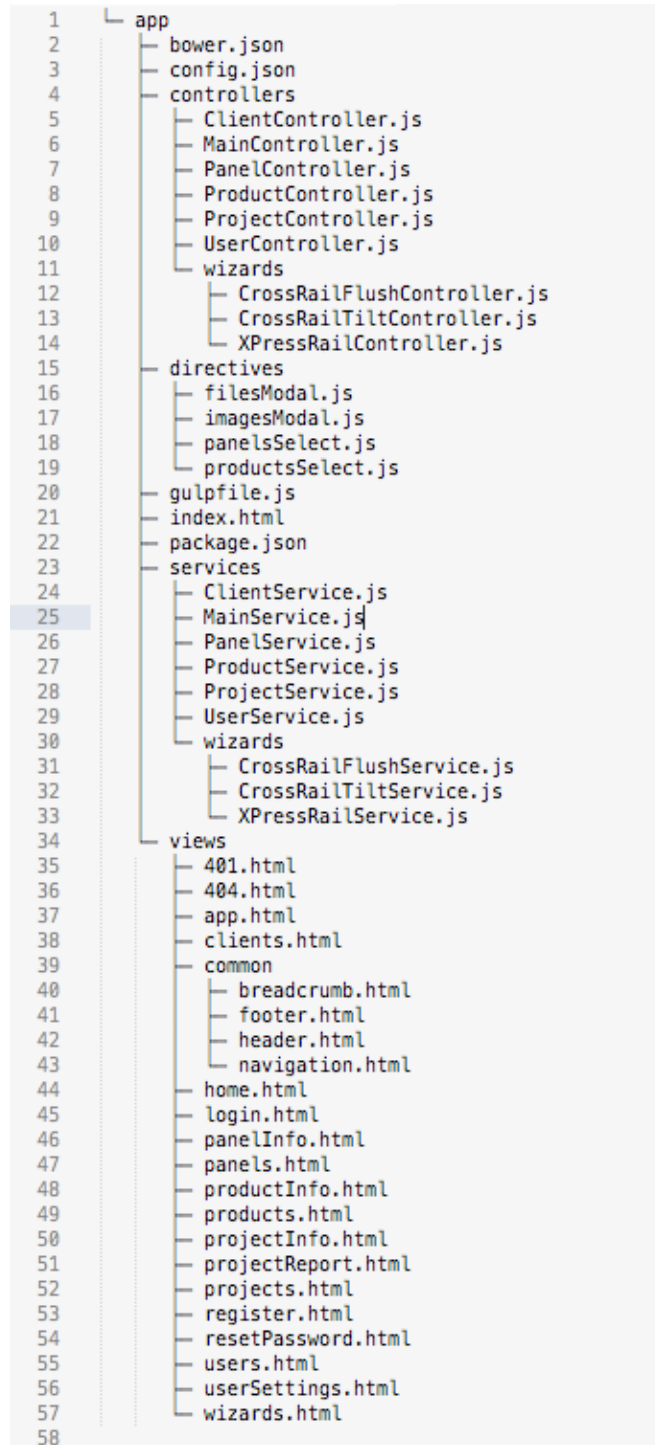 1 └─ app
2 ├─ bower.json
3 ├─ config.json
4 ├─ controllers
5 │ ├─ ClientController.js
6 │ ├─ MainController.js
7 │ ├─ PanelController.js
8 │ ├─ ProductController.js
9 │ ├─ ProjectController.js
10 │ ├─ UserController.js
11 │ └─ wizards
12 │ ├─ CrossRailFlushController.js
13 │ ├─ CrossRailTiltController.js
14 │ └─ XPressRailController.js
15 ├─ directives
16 │ ├─ filesModal.js
17 │ ├─ imagesModal.js
18 │ ├─ panelsSelect.js
19 │ └─ productsSelect.js
20 ├─ gulpfile.js
21 ├─ index.html
22 ├─ package.json
23 ├─ services
24 │ ├─ ClientService.js
25 │ ├─ MainService.js
26 │ ├─ PanelService.js
27 │ ├─ ProductService.js
28 │ ├─ ProjectService.js
29 │ ├─ UserService.js
30 │ └─ wizards
31 │ ├─ CrossRailFlushService.js
32 │ ├─ CrossRailTiltService.js
33 │ └─ XPressRailService.js
34 └─ views
35 ├─ 401.html
36 ├─ 404.html
37 ├─ app.html
38 ├─ clients.html
39 ├─ common
40 │ ├─ breadcrumb.html
41 │ ├─ footer.html
42 │ ├─ header.html
43 │ └─ navigation.html
44 ├─ home.html
45 ├─ login.html
46 ├─ panelInfo.html
47 ├─ panels.html
48 ├─ productInfo.html
49 ├─ products.html
50 ├─ projectInfo.html
51 ├─ projectReport.html
52 ├─ projects.html
53 ├─ register.html
54 ├─ resetPassword.html
55 ├─ users.html
56 ├─ userSettings.html
57 └─ wizards.html
58